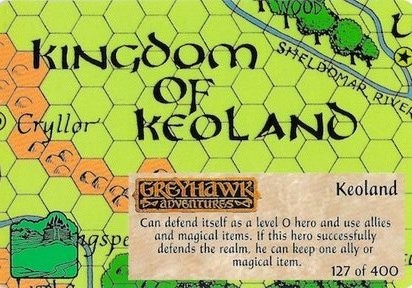 WOOD
SHELDOMAR RIVER
KINGDOM
OF
KEOLAND
Cryllor
GREYHAWK
ADVENTURES
Keoland
Can defend itself as a level 0 hero and use allies
and magical items. If this hero successfully
defends the realm, he can keep one ally or
magical item.
127 of 400